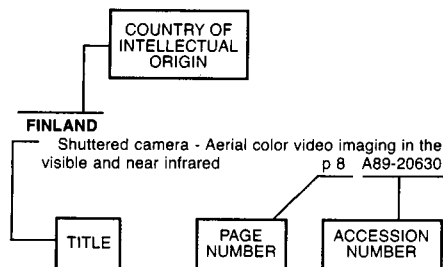 COUNTRY OF
INTELLECTUAL
ORIGIN
FINLAND
Shuttered camera - Aerial color video imaging in the
visible and near infrared p 8 A89-20630
TITLE
PAGE
NUMBER
ACCESSION
NUMBER